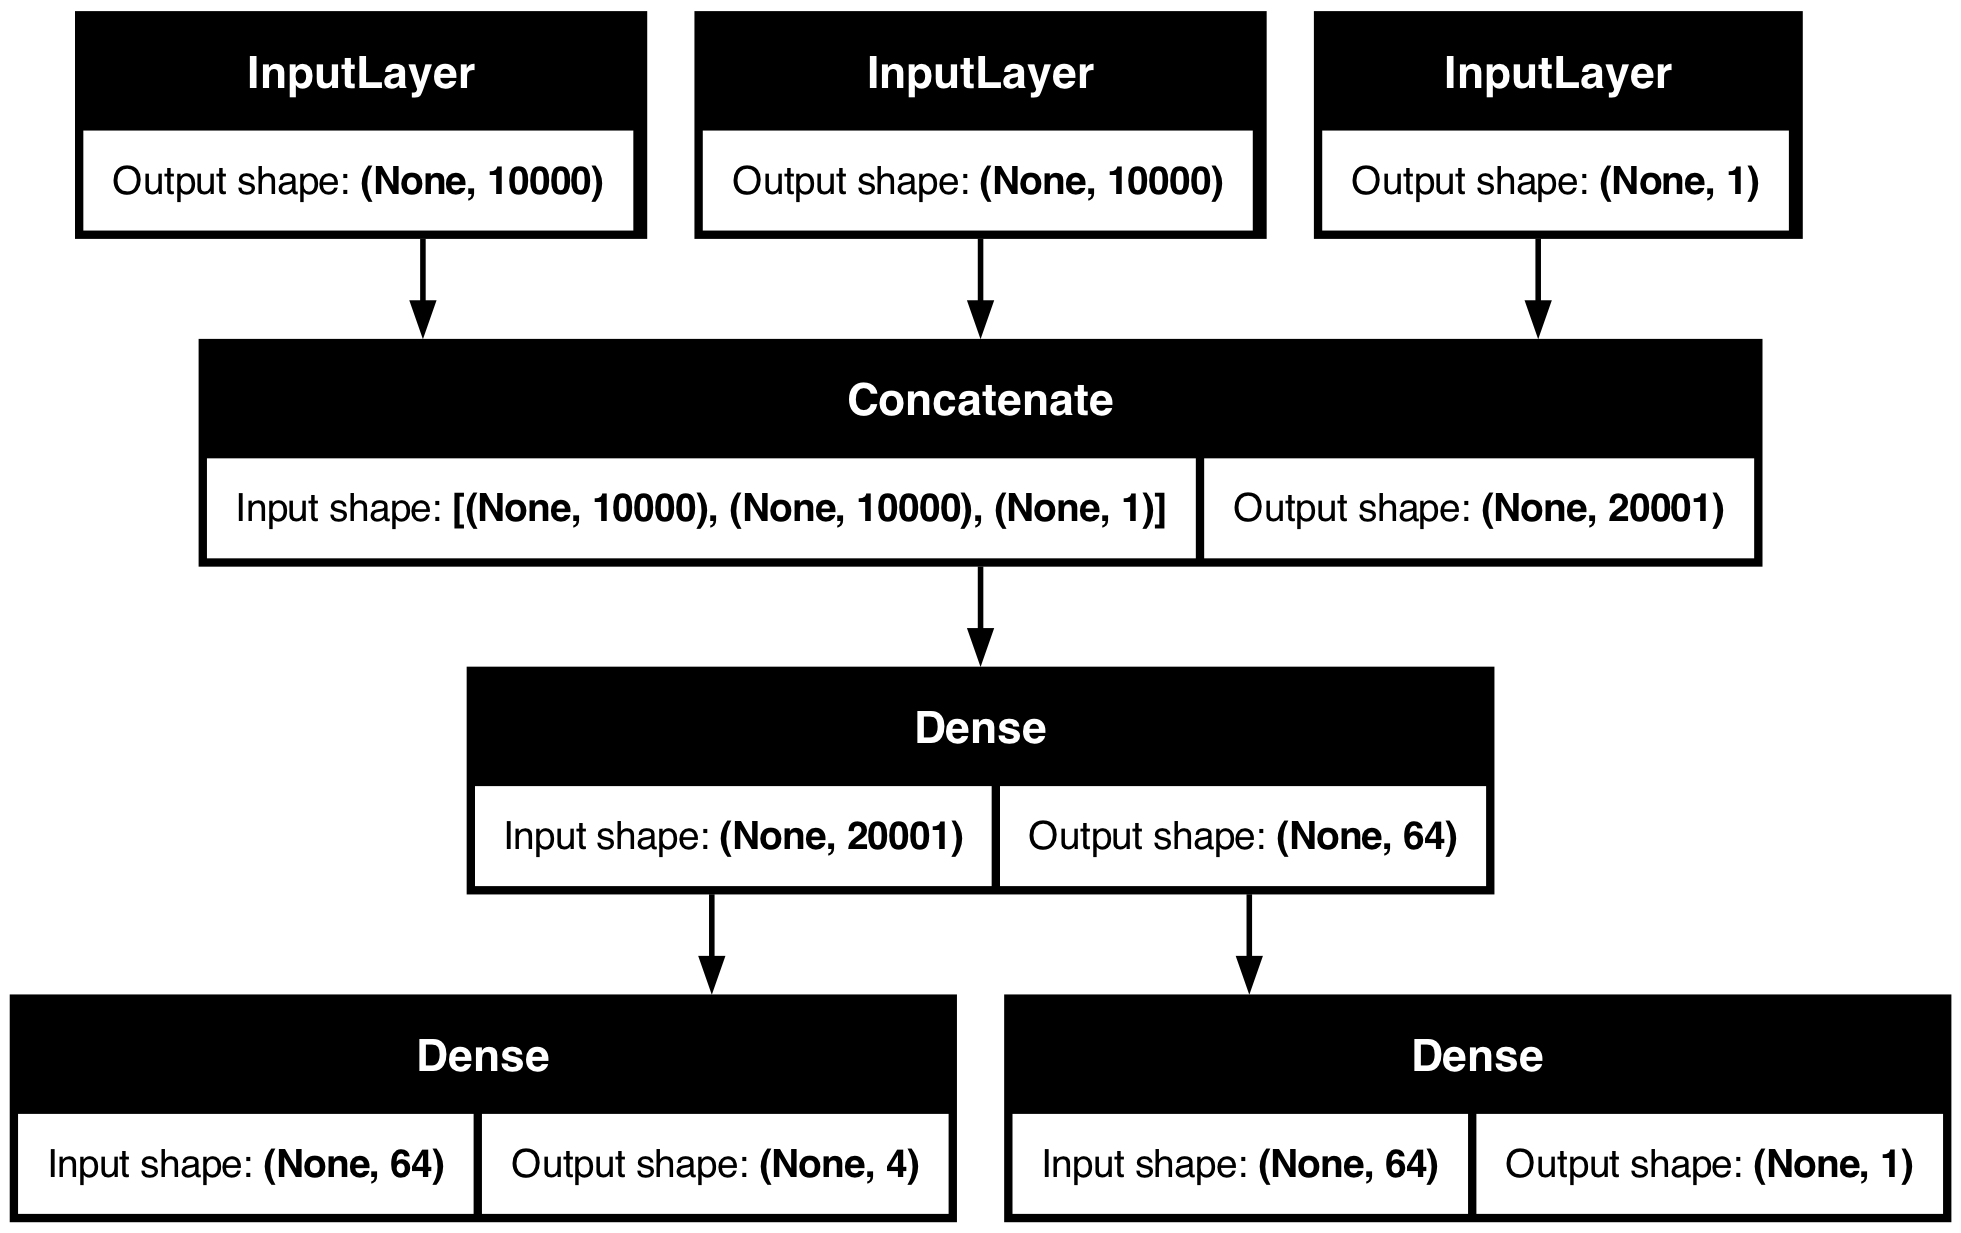 InputLayer
Output shape: (None, 10000)
InputLayer
Output shape: (None, 10000)
InputLayer
Output shape: (None, 1)
Concatenate
Input shape: [(None, 10000), (None, 10000), (None, 1)]
Output shape: (None, 20001)
Dense
Input shape: (None, 20001)
Output shape: (None, 64)
Dense
Input shape: (None, 64)
Output shape: (None, 4)
Dense
Input shape: (None, 64)
Output shape: (None, 1)